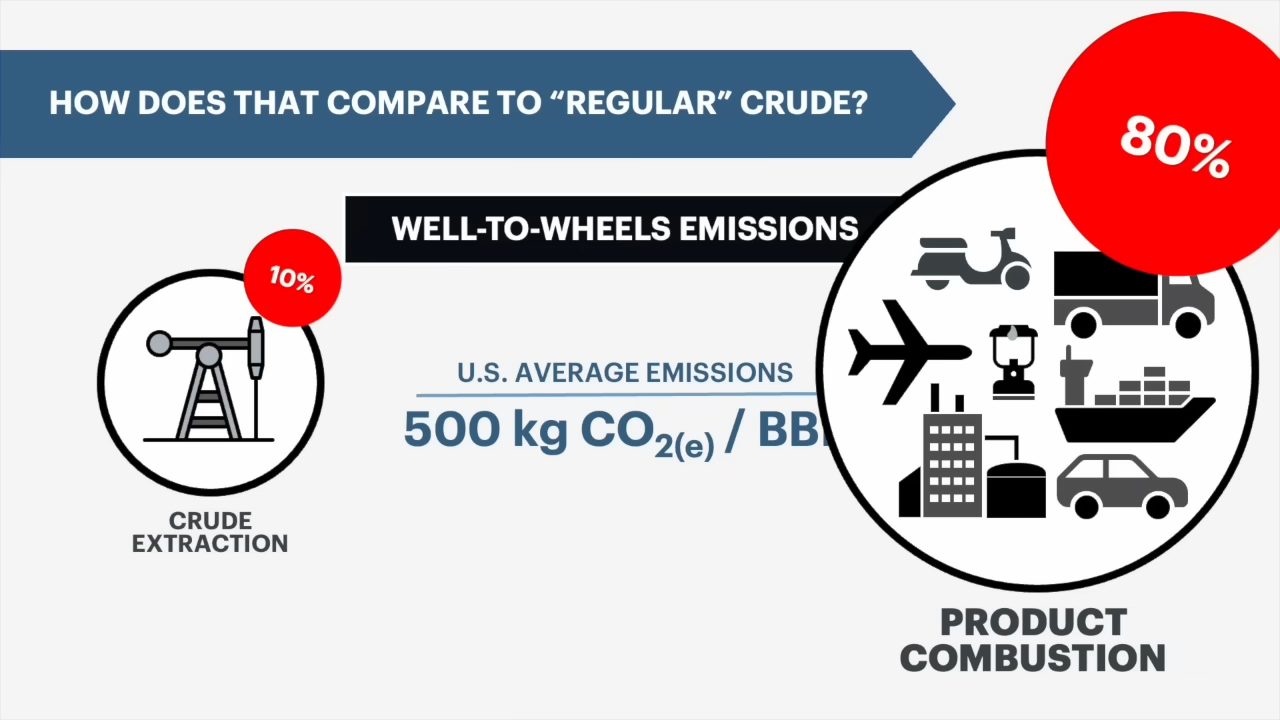 HOW DOES THAT COMPARE TO “REGULAR” CRUDE?
80%
WELL-TO-WHEELS EMISSIONS
10%
U.S. AVERAGE EMISSIONS
500 kg CO2(e) / BB
CRUDE
EXTRACTION
PRODUCT
COMBUSTION